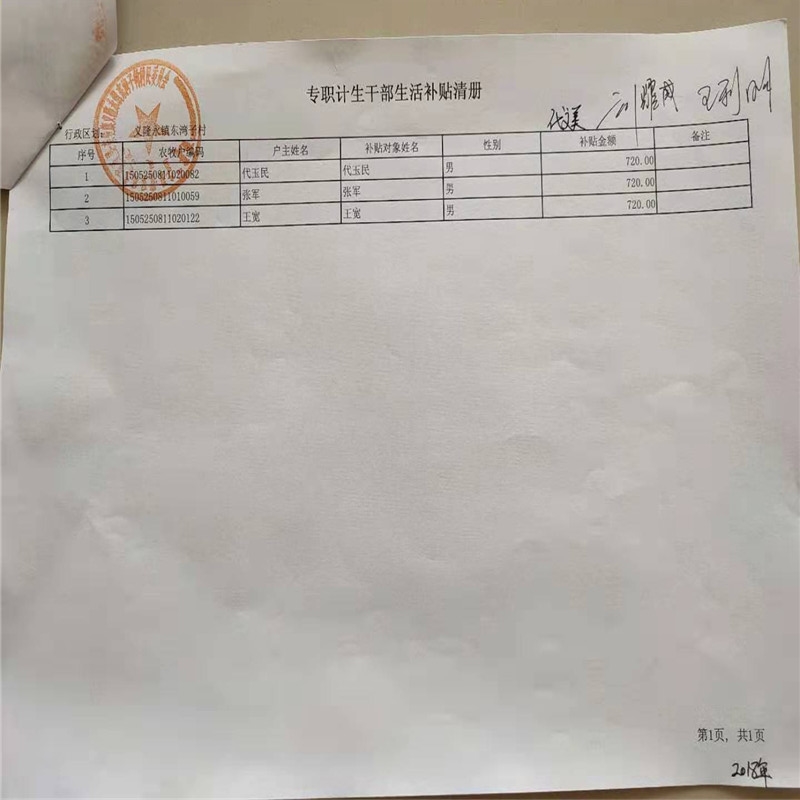 专职计生干部生活补贴清册
代文美 刘耀成
行政区划: 义隆永镇东湾子村
序号 农牧户编码 户主姓名 补贴对象姓名 性别 补贴金额 备注
1 1505250811020082 代玉民 代玉民 男 720.00
2 1505250811010059 张军 张军 男 720.00
3 1505250811020122 王宽 王宽 男 720.00
第1页, 共1页
2018年